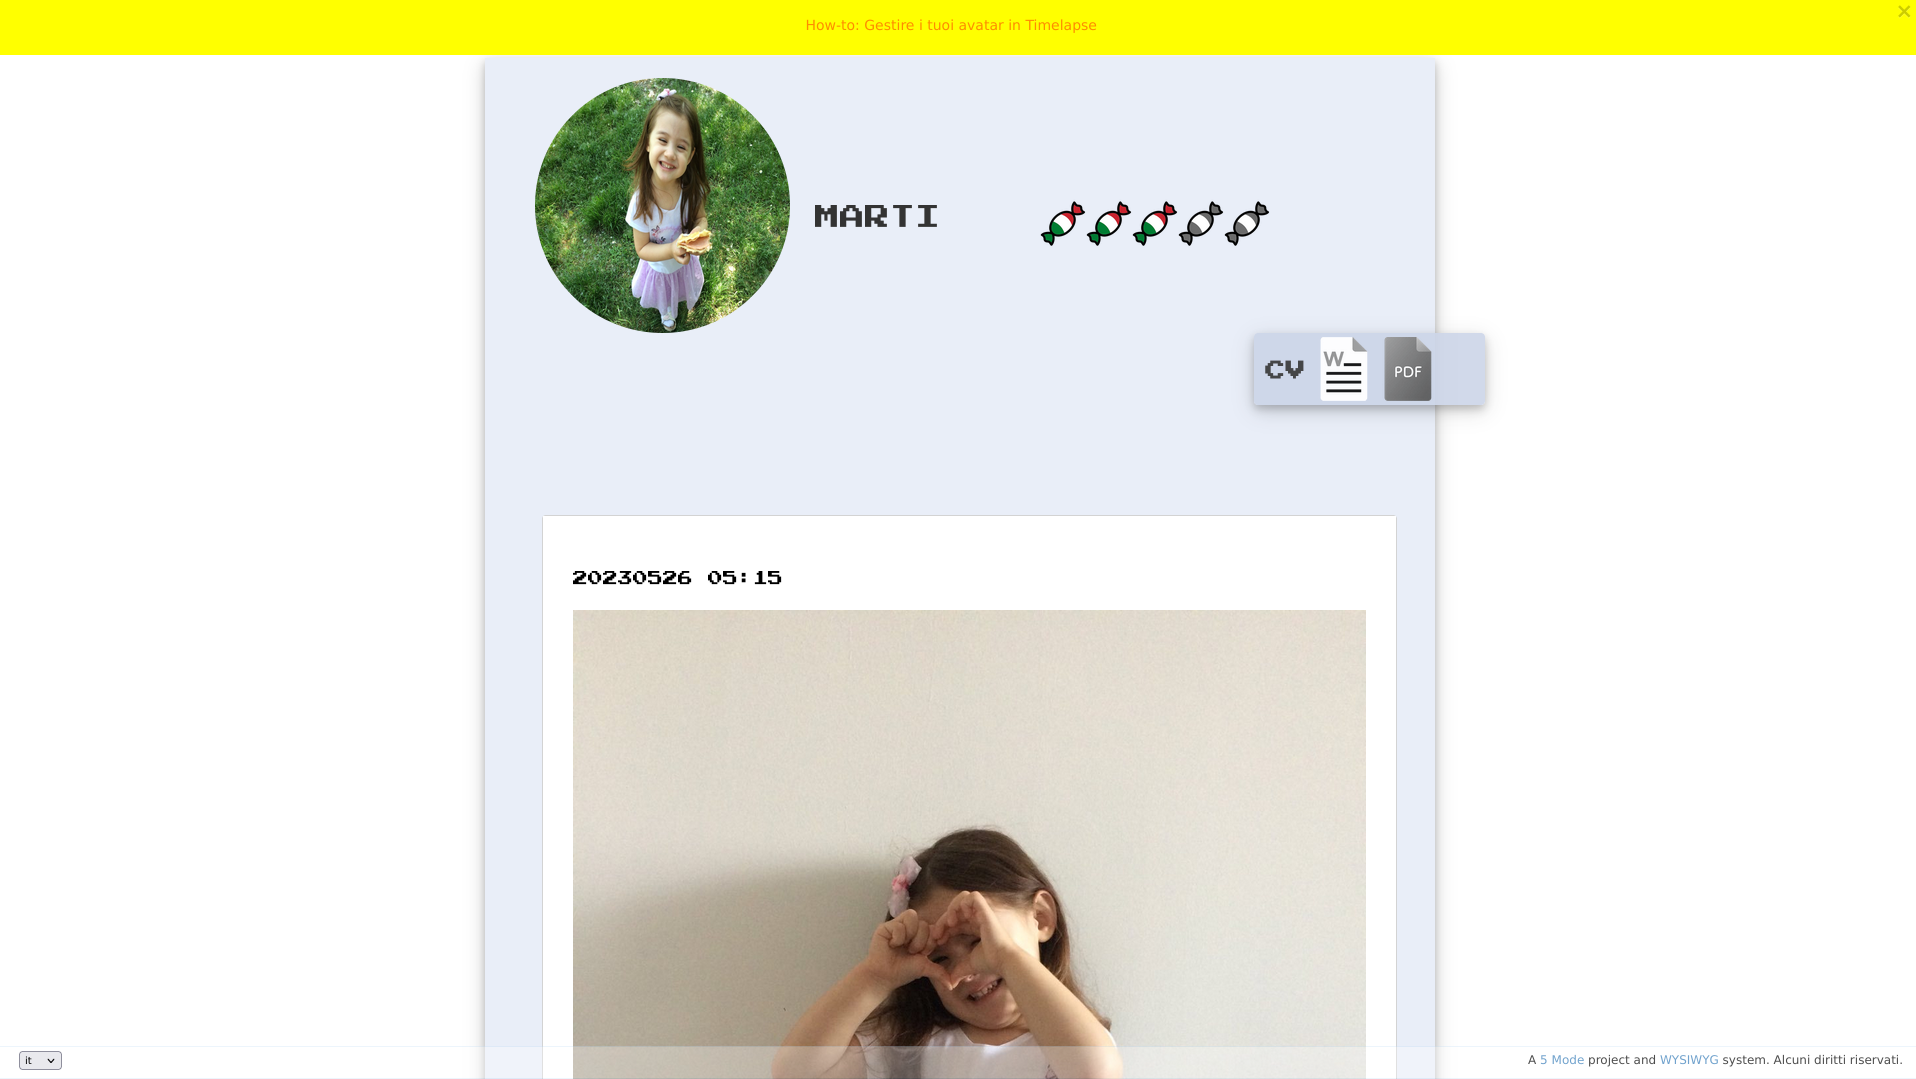 How-to: Gestire i tuoi avatar in Timelapse
×
MARTI
CV
W
PDF
20230526 05:15
it
A 5 Mode project and WYSIWYG system. Alcuni diritti riservati.